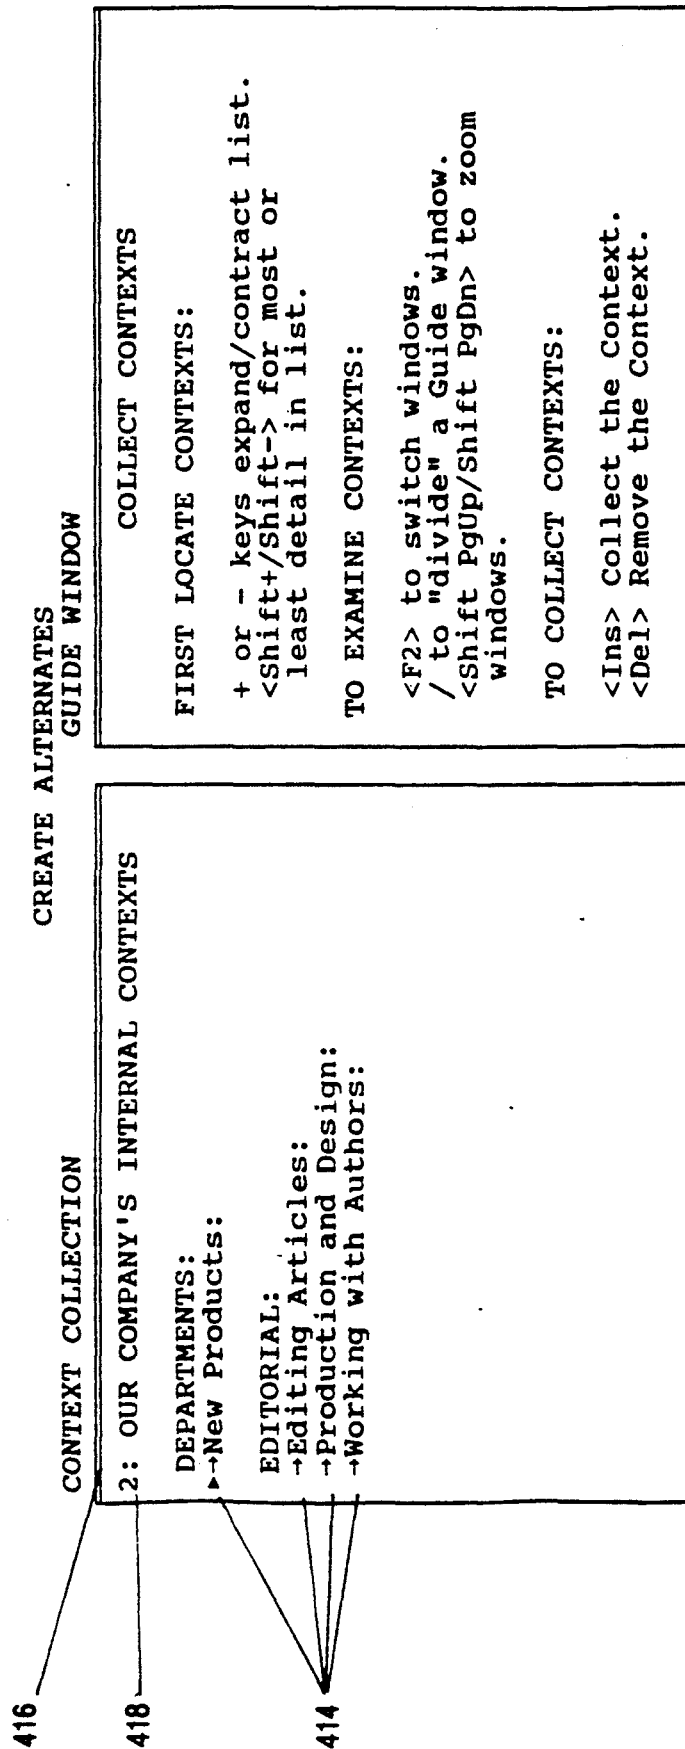 CREATE ALTERNATES
CONTEXT COLLECTION
GUIDE WINDOW
416
418
414
2: OUR COMPANY'S INTERNAL CONTEXTS
DEPARTMENTS:
►→New Products:
EDITORIAL:
→Editing Articles:
→Production and Design:
→Working with Authors:
COLLECT CONTEXTS
FIRST LOCATE CONTEXTS:
+ or - keys expand/contract list.
<Shift+/Shift-> for most or
least detail in list.
TO EXAMINE CONTEXTS:
<F2> to switch windows.
/ to "divide" a Guide window.
<Shift PgUp/Shift PgDn> to zoom
windows.
TO COLLECT CONTEXTS:
<Ins> Collect the Context.
<Del> Remove the Context.